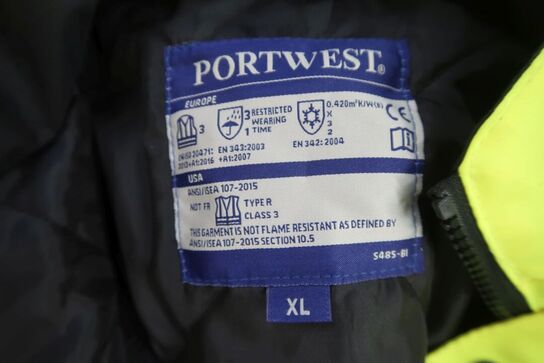 PORTWEST®
EUROPE
3
3
1
RESTRICTED
WEARING
TIME
0.420m²K/W(B)
X
3
2
CE
EN ISO 20471:
2013+A1:2016
EN 343:2003
+A1:2007
EN 342:2004
USA
ANSI/ISEA 107-2015
NOT FR
TYPE R
CLASS 3
THIS GARMENT IS NOT FLAME RESISTANT AS DEFINED BY
ANSI/ISEA 107-2015 SECTION 10.5
S485-BI
XL